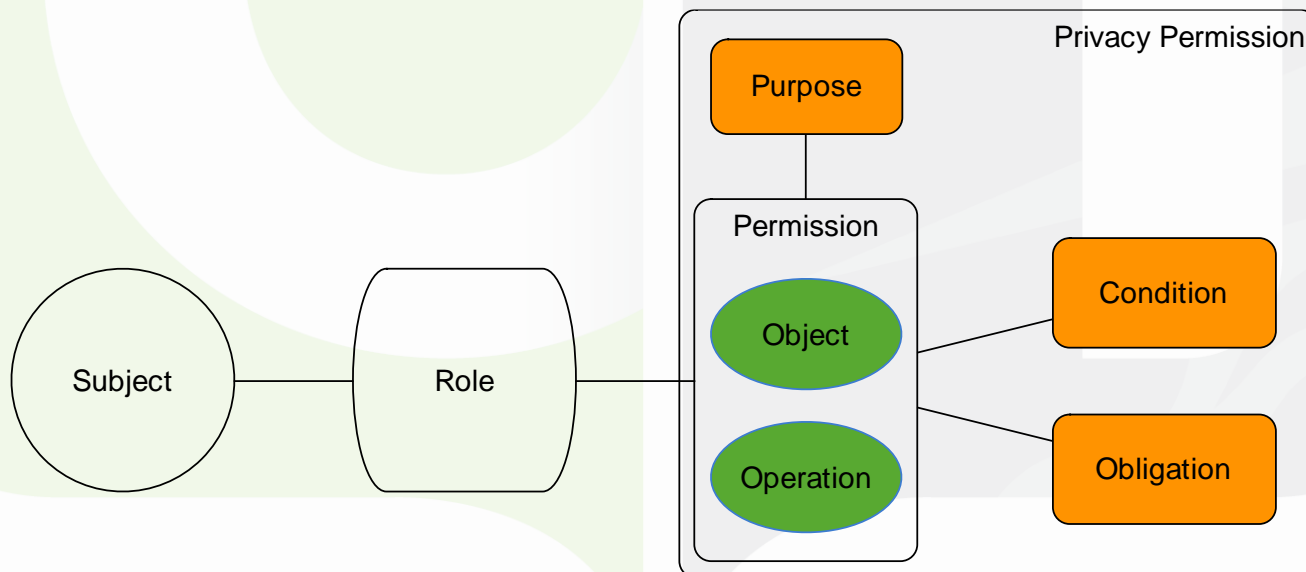 Privacy Permission
Purpose
Permission
Object
Condition
Subject
Role
Operation
Obligation